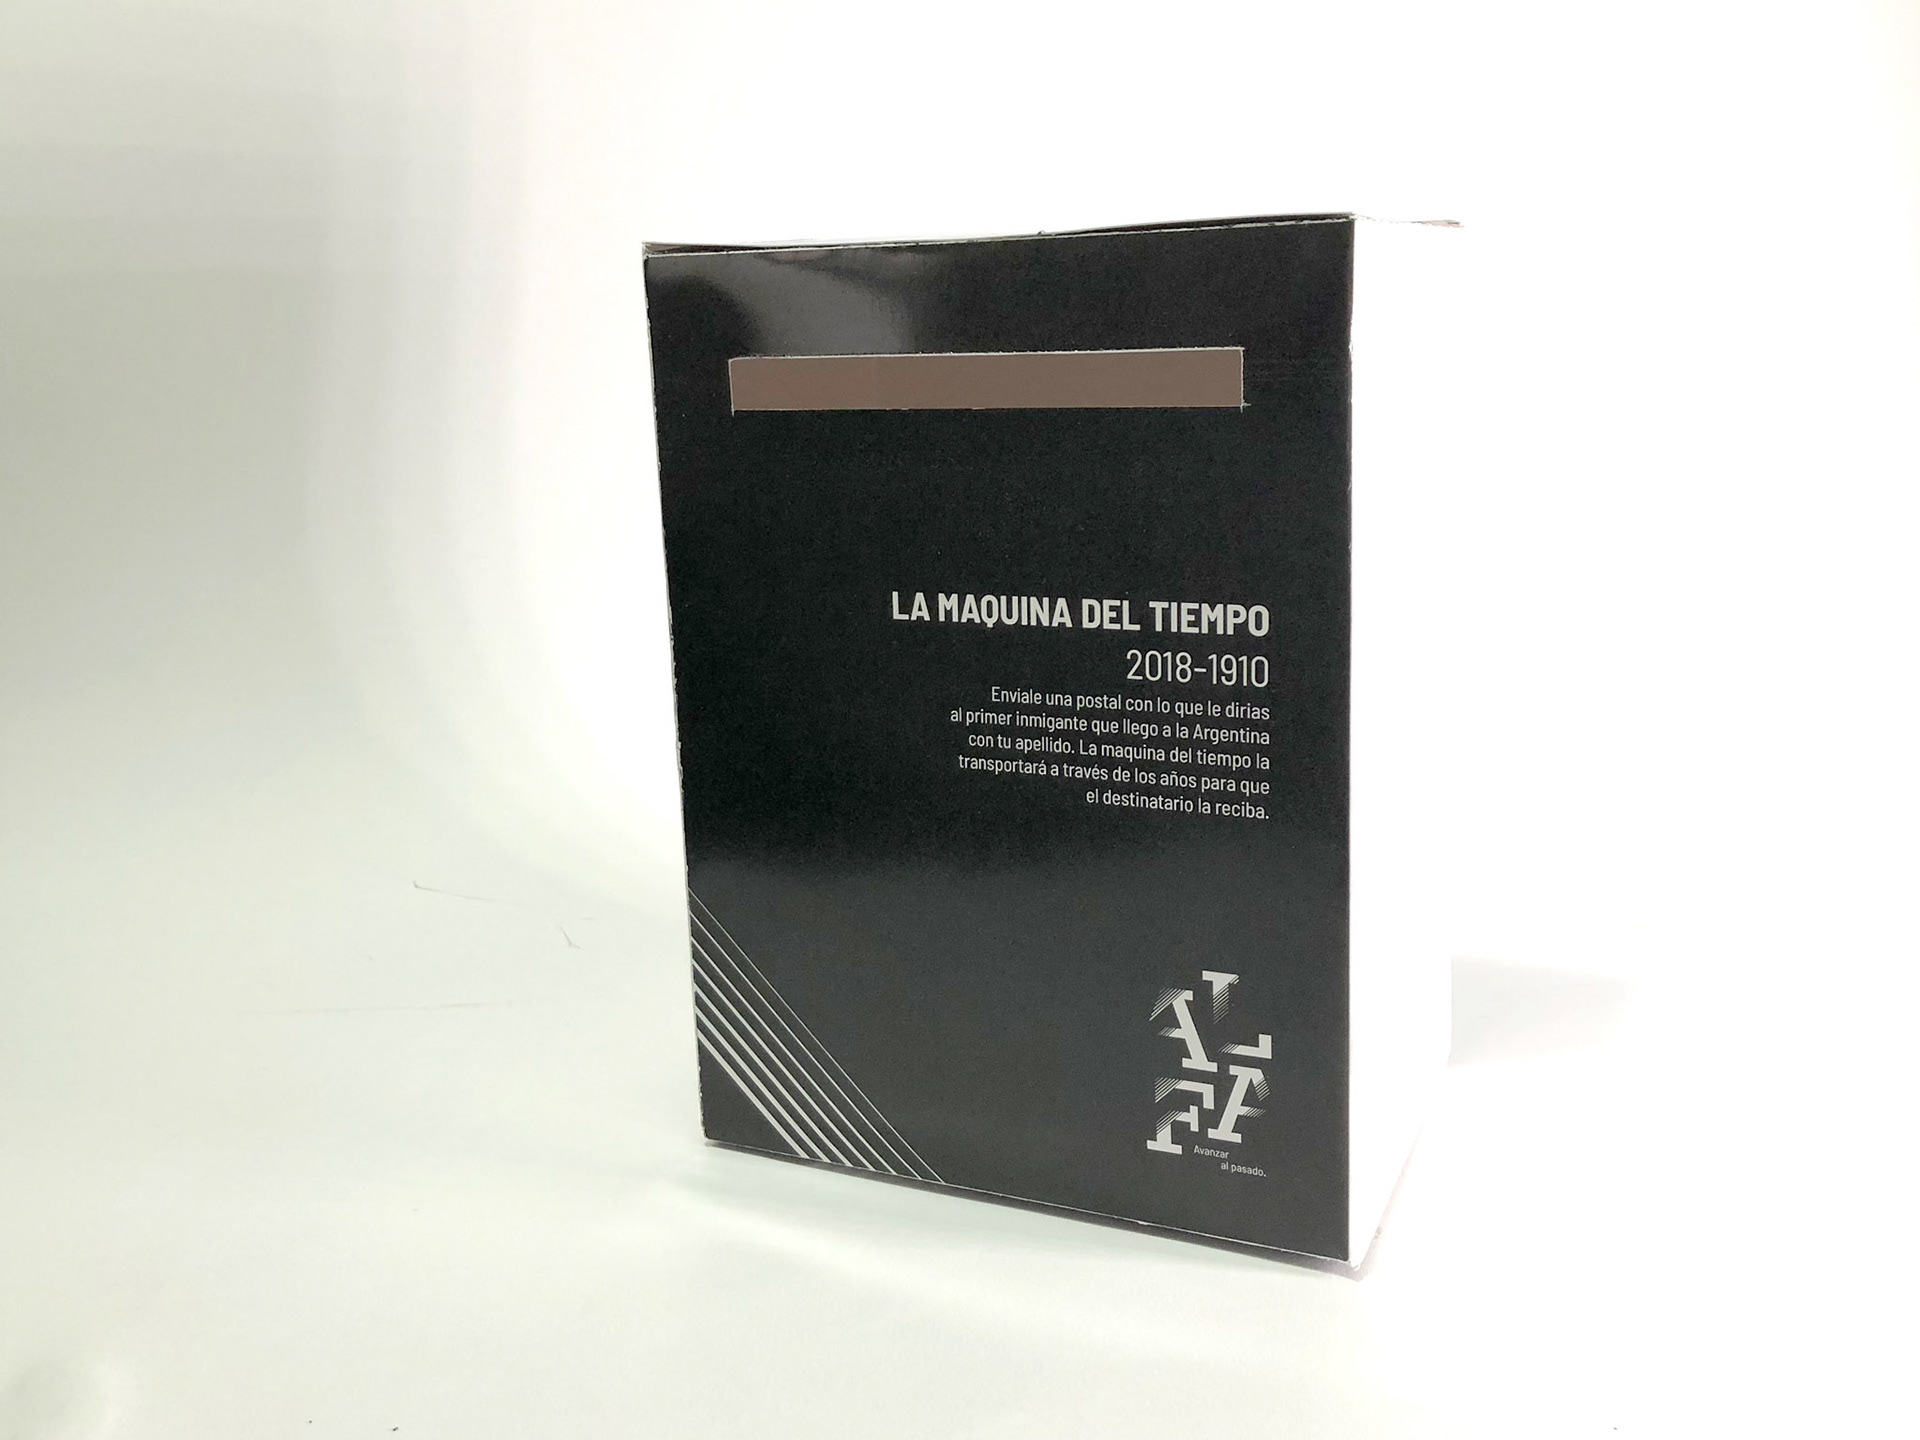 LA MAQUINA DEL TIEMPO
2018-1910
Enviale una postal con lo que le dirias
al primer inmigante que llego a la Argentina
con tu apellido. La maquina del tiempo la
transportará a través de los años para que
el destinatario la reciba.
AL
FA
Avanzar
al pasado.